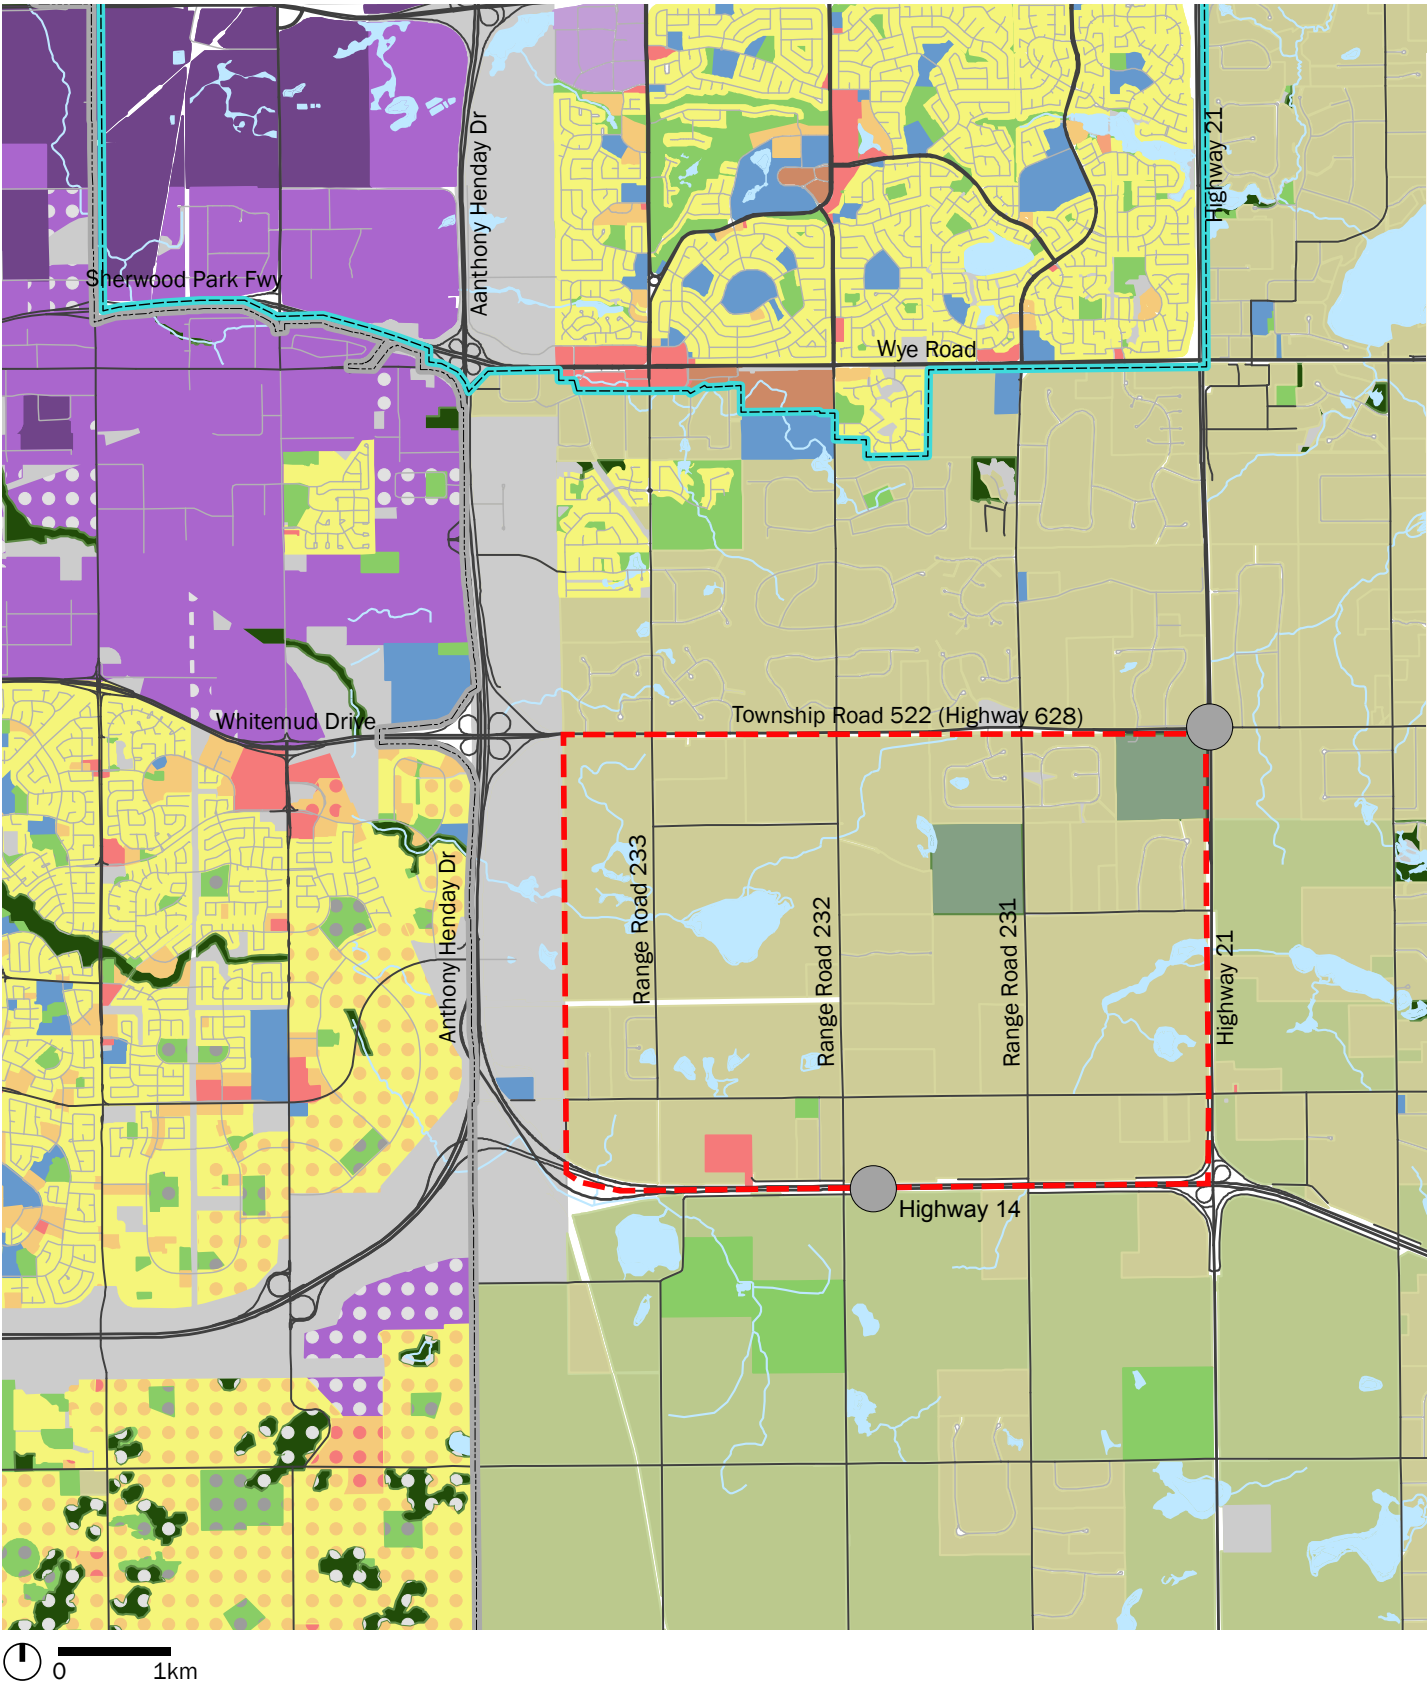 Aanthony Henday Dr
Highway 21
Sherwood Park Fwy
Wye Road
Whitemud Drive
Township Road 522 (Highway 628)
Anthony Henday Dr
Range Road 233
Range Road 232
Range Road 231
Highway 21
Highway 14
0 1km